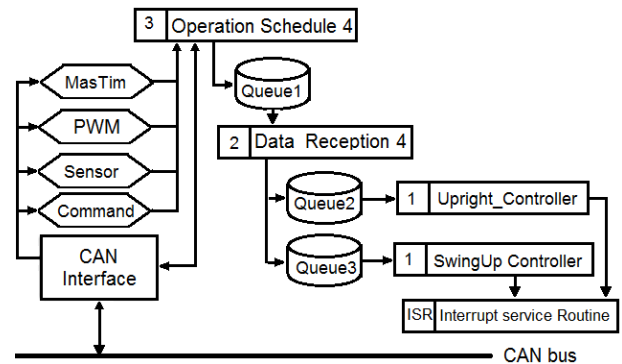 3 Operation Schedule 4
MasTim
Queue1
PWM
2 Data Reception 4
Sensor
Command
Queue2
1 Upright_Controller
CAN
Interface
Queue3
1 SwingUp Controller
ISR Interrupt service Routine
CAN bus